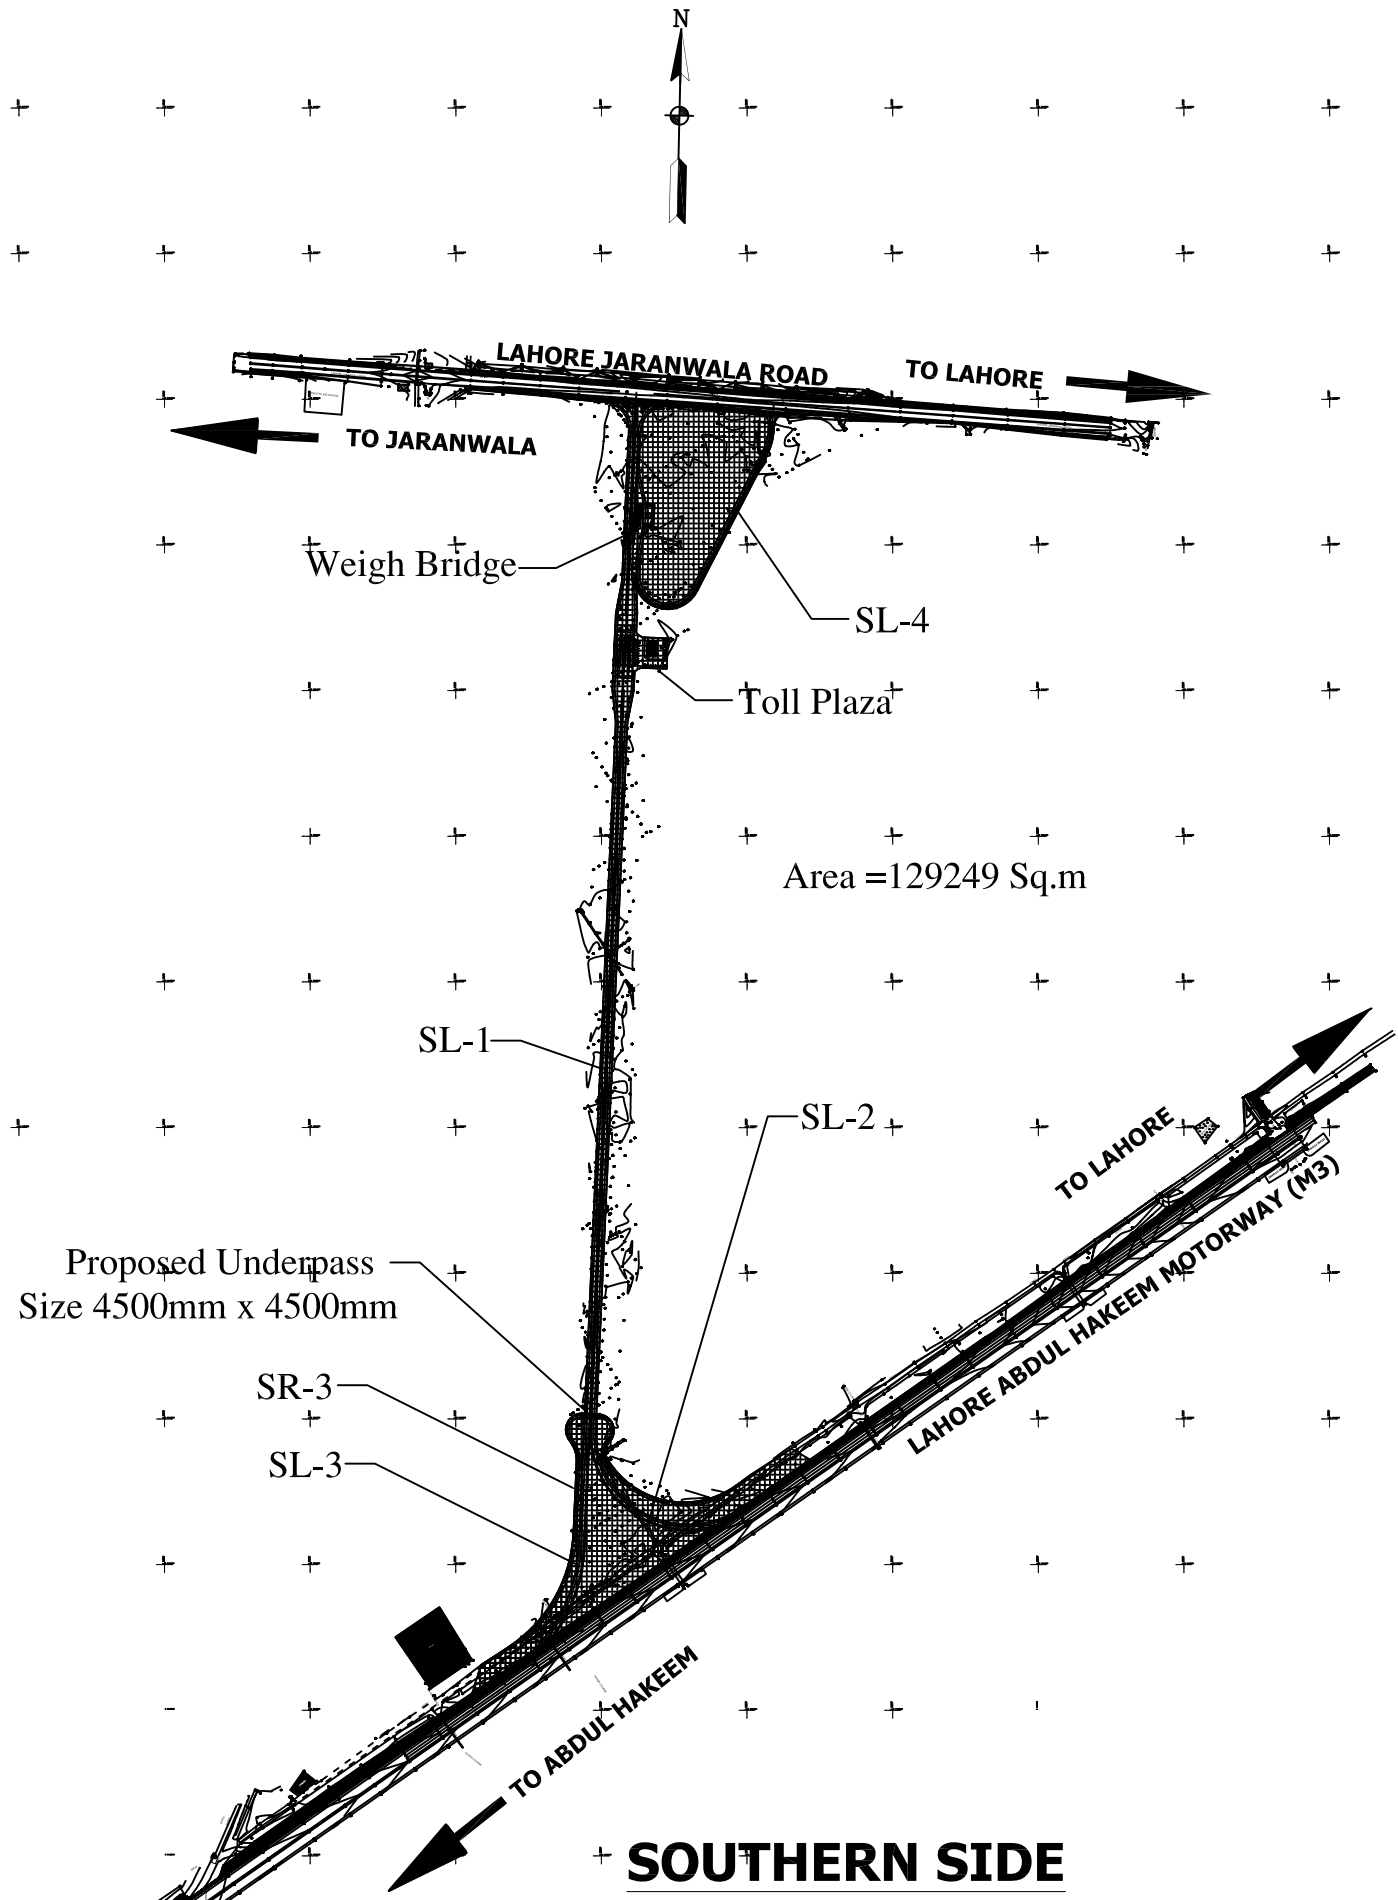 N
LAHORE JARANWALA ROAD
TO LAHORE
TO JARANWALA
Weigh Bridge
SL-4
Toll Plaza
Area =129249 Sq.m
SL-1
SL-2
TO LAHORE
LAHORE ABDUL HAKEEM MOTORWAY (M3)
Proposed Underpass
Size 4500mm x 4500mm
SR-3
SL-3
TO ABDUL HAKEEM
SOUTHERN SIDE